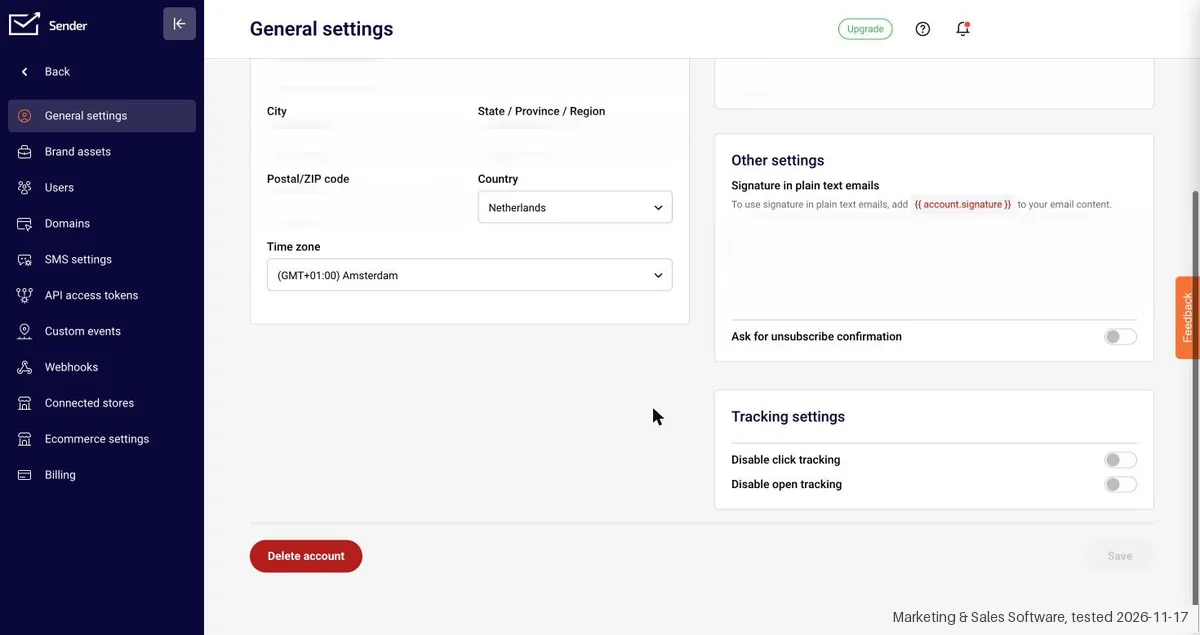 Sender
General settings
Upgrade
Back
General settings
Brand assets
Users
Domains
SMS settings
API access tokens
Custom events
Webhooks
Connected stores
Ecommerce settings
Billing
City
State / Province / Region
Postal/ZIP code
Country
Netherlands
Time zone
(GMT+01:00) Amsterdam
Other settings
Signature in plain text emails
To use signature in plain text emails, add {{ account.signature }} to your email content.
Ask for unsubscribe confirmation
Tracking settings
Disable click tracking
Disable open tracking
Delete account
Save
Feedback
Marketing & Sales Software, tested 2026-11-17